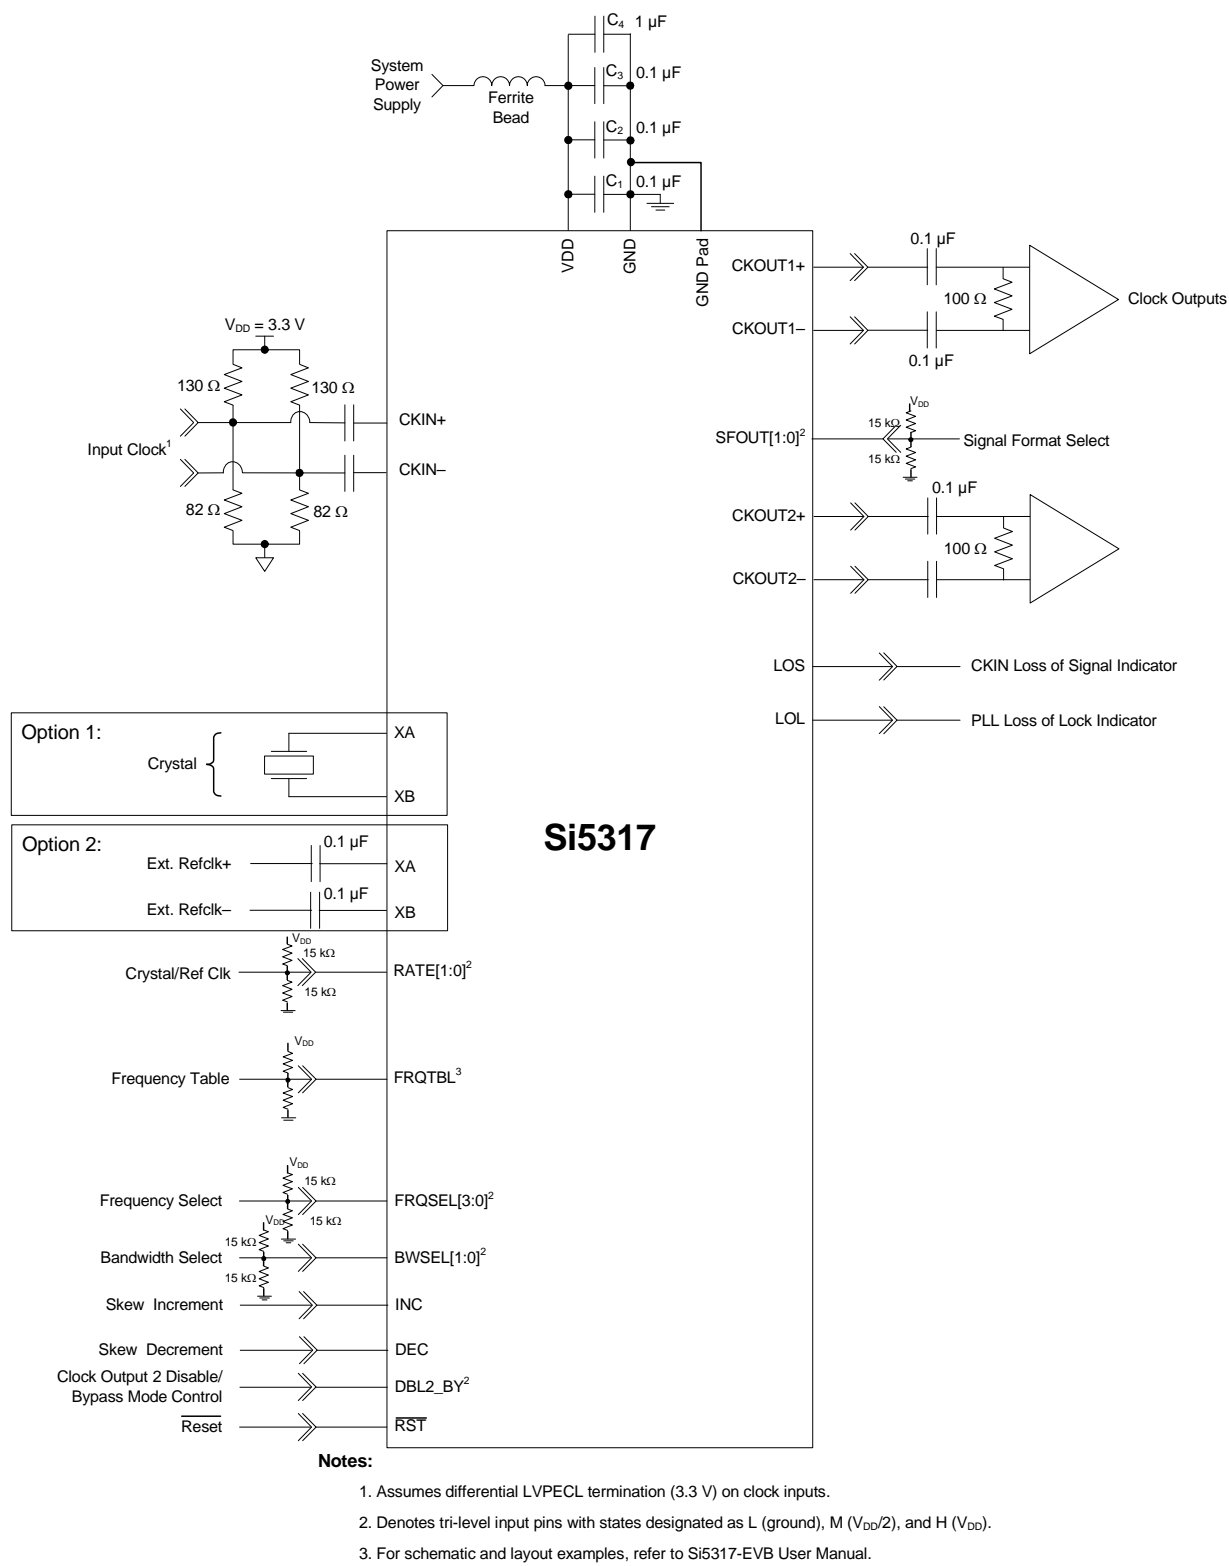 C4 1 µF
System
Power
Supply
Ferrite
Bead
C3 0.1 µF
C2 0.1 µF
C1 0.1 µF
VDD
GND
GND Pad
CKOUT1+
0.1 µF
100 Ω
Clock Outputs
CKOUT1–
0.1 µF
VDD = 3.3 V
130 Ω
130 Ω
Input Clock1
CKIN+
CKIN–
82 Ω
82 Ω
SFOUT[1:0]2
VDD
15 kΩ
15 kΩ
Signal Format Select
CKOUT2+
0.1 µF
100 Ω
CKOUT2–
LOS
CKIN Loss of Signal Indicator
LOL
PLL Loss of Lock Indicator
Option 1:
Crystal
XA
XB
Si5317
Option 2:
Ext. Refclk+
0.1 µF
XA
Ext. Refclk–
0.1 µF
XB
Crystal/Ref Clk
VDD
15 kΩ
15 kΩ
RATE[1:0]2
Frequency Table
VDD
FRQTBL3
Frequency Select
VDD
15 kΩ
15 kΩ
FRQSEL[3:0]2
Bandwidth Select
VDD
15 kΩ
15 kΩ
BWSEL[1:0]2
Skew Increment
INC
Skew Decrement
DEC
Clock Output 2 Disable/
Bypass Mode Control
DBL2_BY2
Reset
RST
Notes:
1. Assumes differential LVPECL termination (3.3 V) on clock inputs.
2. Denotes tri-level input pins with states designated as L (ground), M (VDD/2), and H (VDD).
3. For schematic and layout examples, refer to Si5317-EVB User Manual.